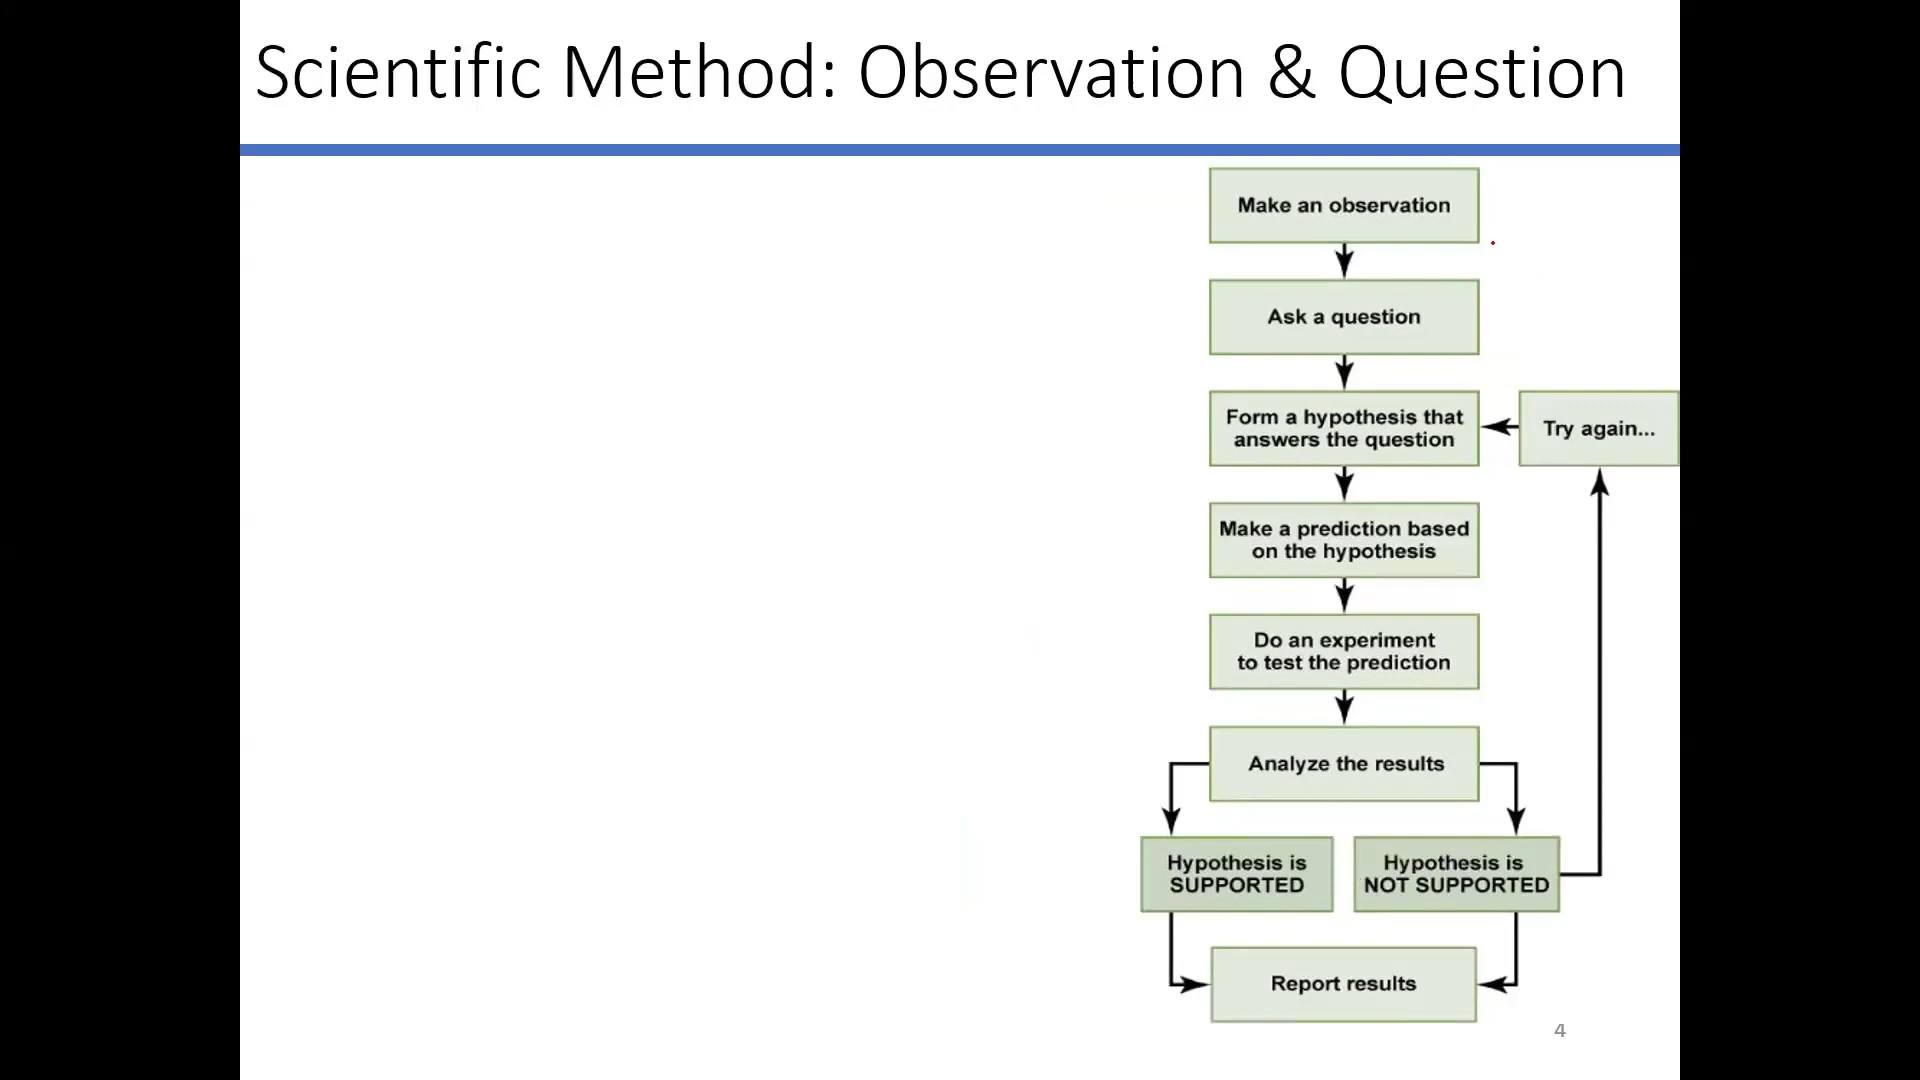 Scientific Method: Observation & Question
Make an observation
Ask a question
Form a hypothesis that
answers the question
Try again...
Make a prediction based
on the hypothesis
Do an experiment
to test the prediction
Analyze the results
Hypothesis is
SUPPORTED
Hypothesis is
NOT SUPPORTED
Report results
4